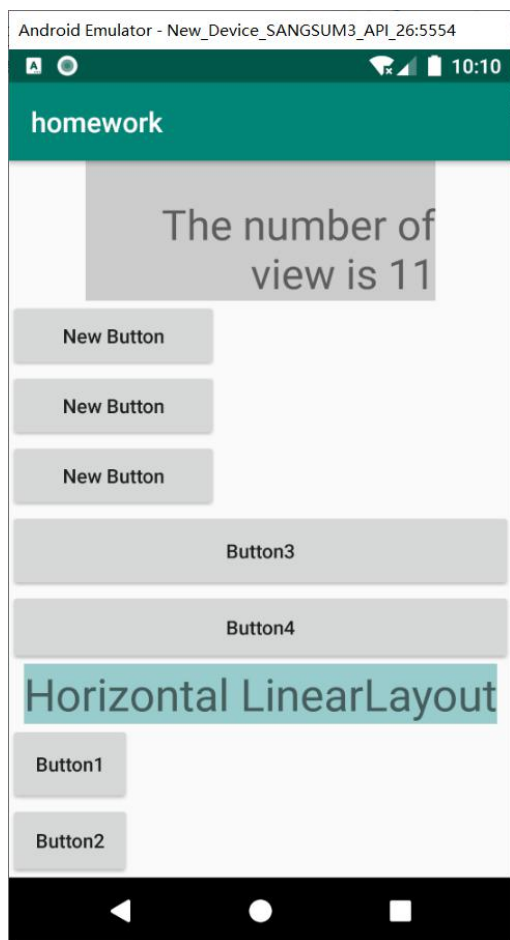 Android Emulator - New_Device_SANGSUM3_API_26:5554
A
10:10
homework
The number of
view is 11
New Button
New Button
New Button
Button3
Button4
Horizontal LinearLayout
Button1
Button2